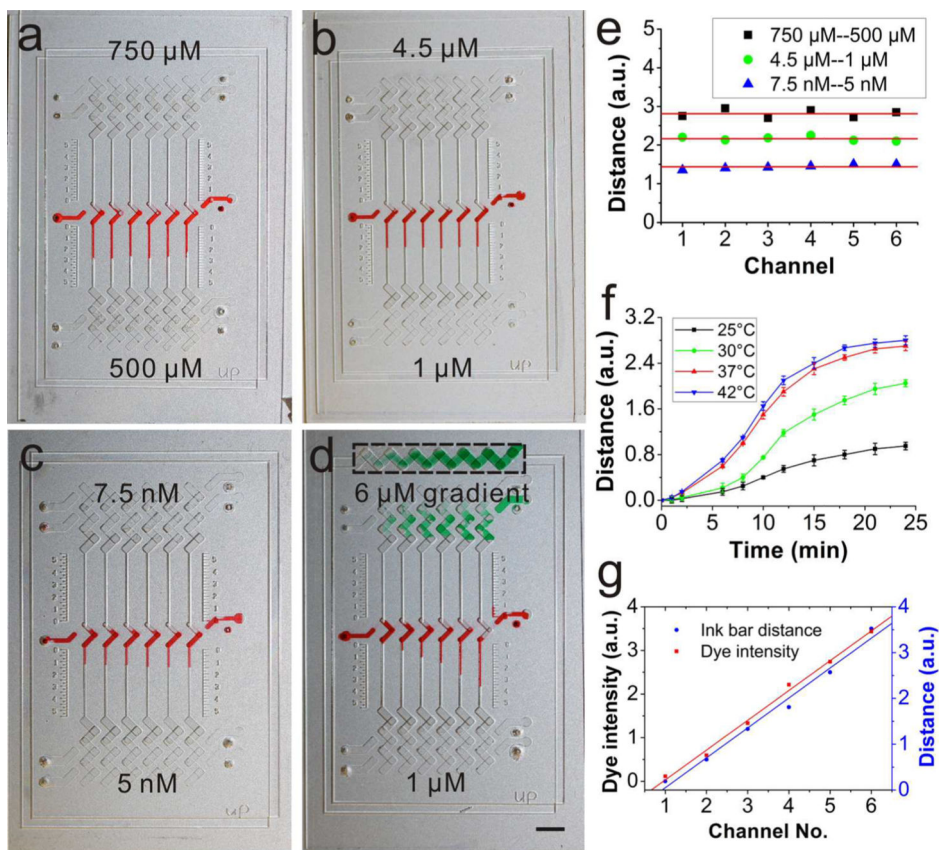 a
750 µM
500 µM
up
b
4.5 µM
1 µM
up
c
7.5 nM
5 nM
up
d
6 µM gradient
1 µM
up
e
750 µM--500 µM
4.5 µM--1 µM
7.5 nM--5 nM
Distance (a.u.)
5
4
3
2
1
0
1 2 3 4 5 6
Channel
f
25°C
30°C
37°C
42°C
Distance (a.u.)
3.2
2.4
1.6
0.8
0.0
0 5 10 15 20 25
Time (min)
g
Ink bar distance
Dye intensity
Dye intensity (a.u.)
4
3
2
1
0
Distance (a.u.)
4
3
2
1
0
1 2 3 4 5 6
Channel No.